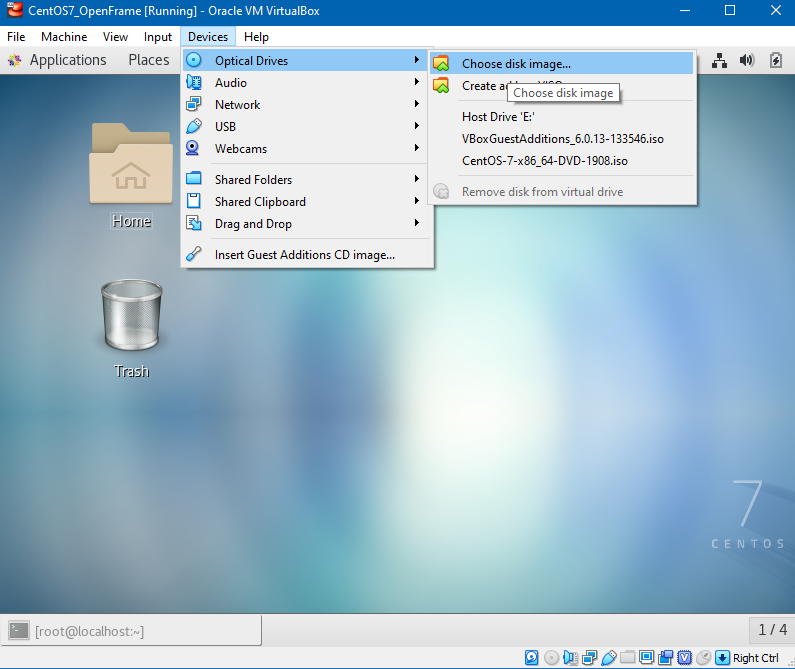 CentOS7_OpenFrame [Running] - Oracle VM VirtualBox
File Machine View Input Devices Help
Applications Places
Optical Drives
Audio
Network
USB
Webcams
Shared Folders
Shared Clipboard
Drag and Drop
Insert Guest Additions CD image...
Choose disk image...
Create a
Choose disk image
Host Drive 'E:'
VBoxGuestAdditions_6.0.13-133546.iso
CentOS-7-x86_64-DVD-1908.iso
Remove disk from virtual drive
Home
Trash
7
CENTOS
[root@localhost:~]
1 / 4
Right Ctrl